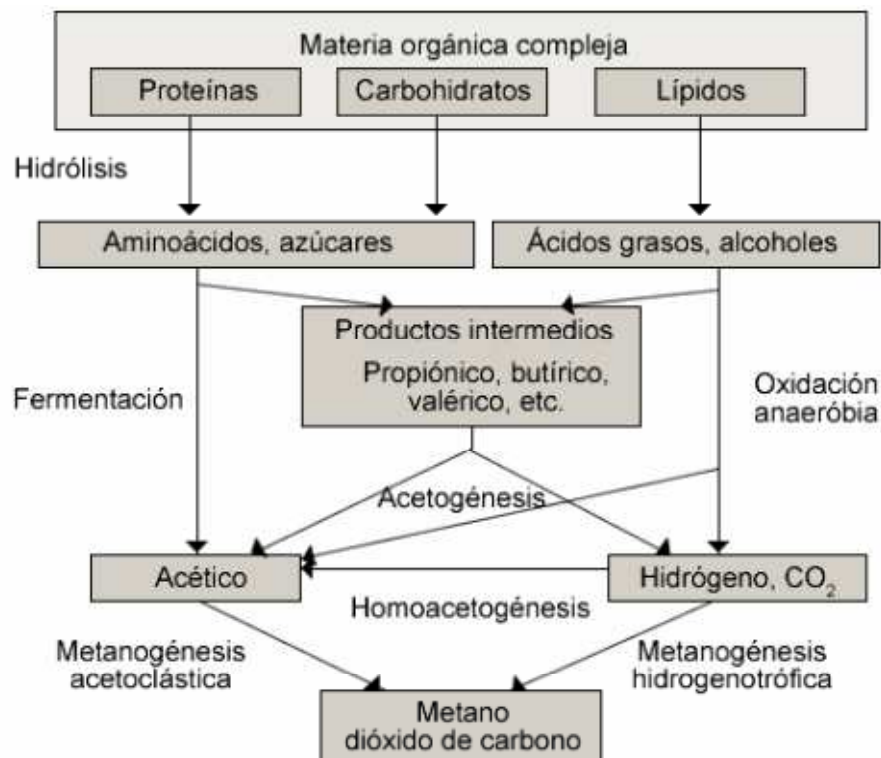 Materia orgánica compleja
Proteínas
Carbohidratos
Lípidos
Hidrólisis
Aminoácidos, azúcares
Ácidos grasos, alcoholes
Productos intermedios
Propiónico, butírico,
valérico, etc.
Fermentación
Oxidación
anaeróbia
Acetogénesis
Acético
Hidrógeno, CO₂
Homoacetogénesis
Metanogénesis
acetoclástica
Metanogénesis
hidrogenotrófica
Metano
dióxido de carbono